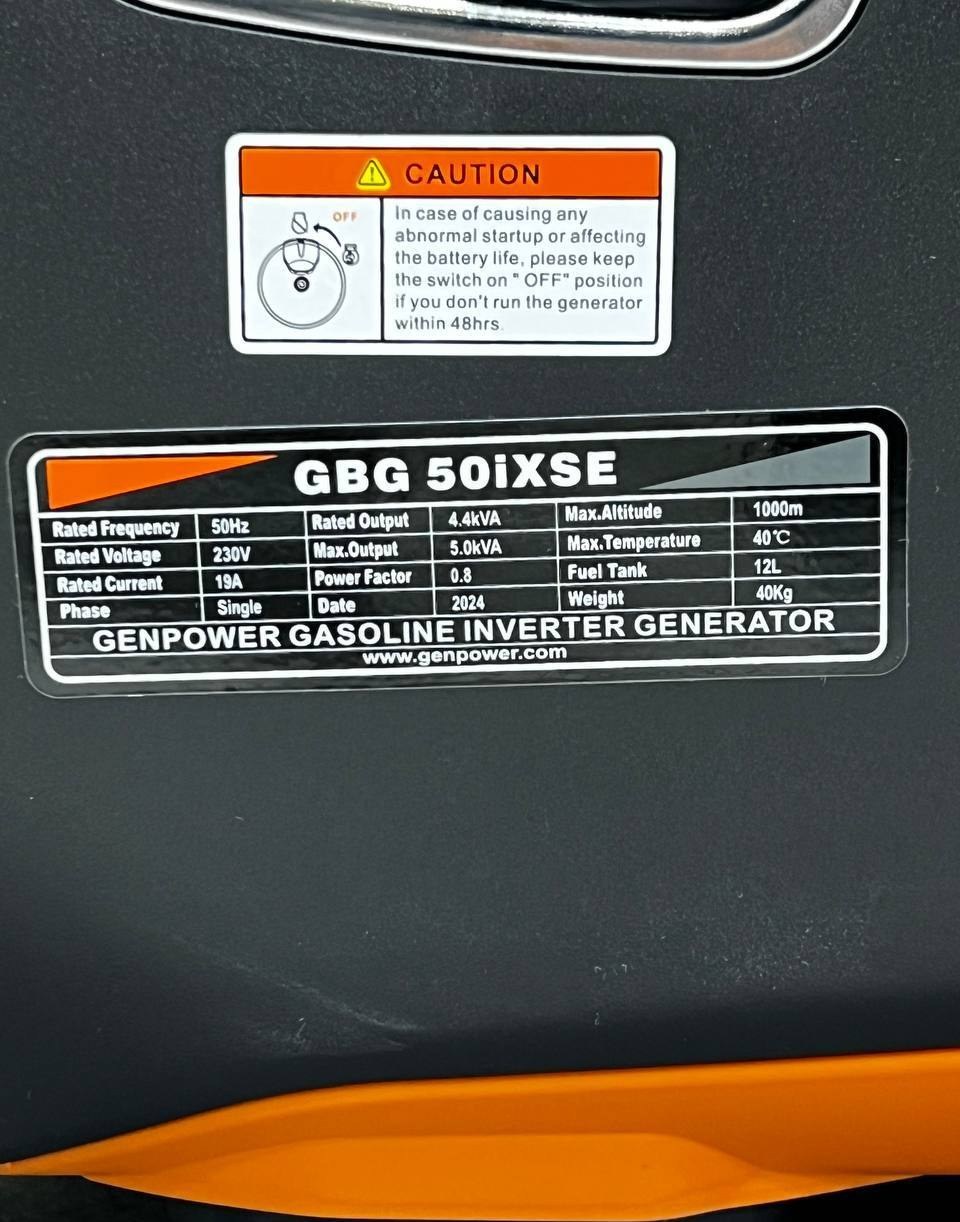 CAUTION
OFF
In case of causing any
abnormal startup or affecting
the battery life, please keep
the switch on " OFF" position
if you don't run the generator
within 48hrs.
GBG 50iXSE
Rated Frequency 50Hz Rated Output 4.4kVA Max.Altitude 1000m
Rated Voltage 230V Max.Output 5.0kVA Max.Temperature 40℃
Rated Current 19A Power Factor 0.8 Fuel Tank 12L
Phase Single Date 2024 Weight 40Kg
GENPOWER GASOLINE INVERTER GENERATOR
www.genpower.com